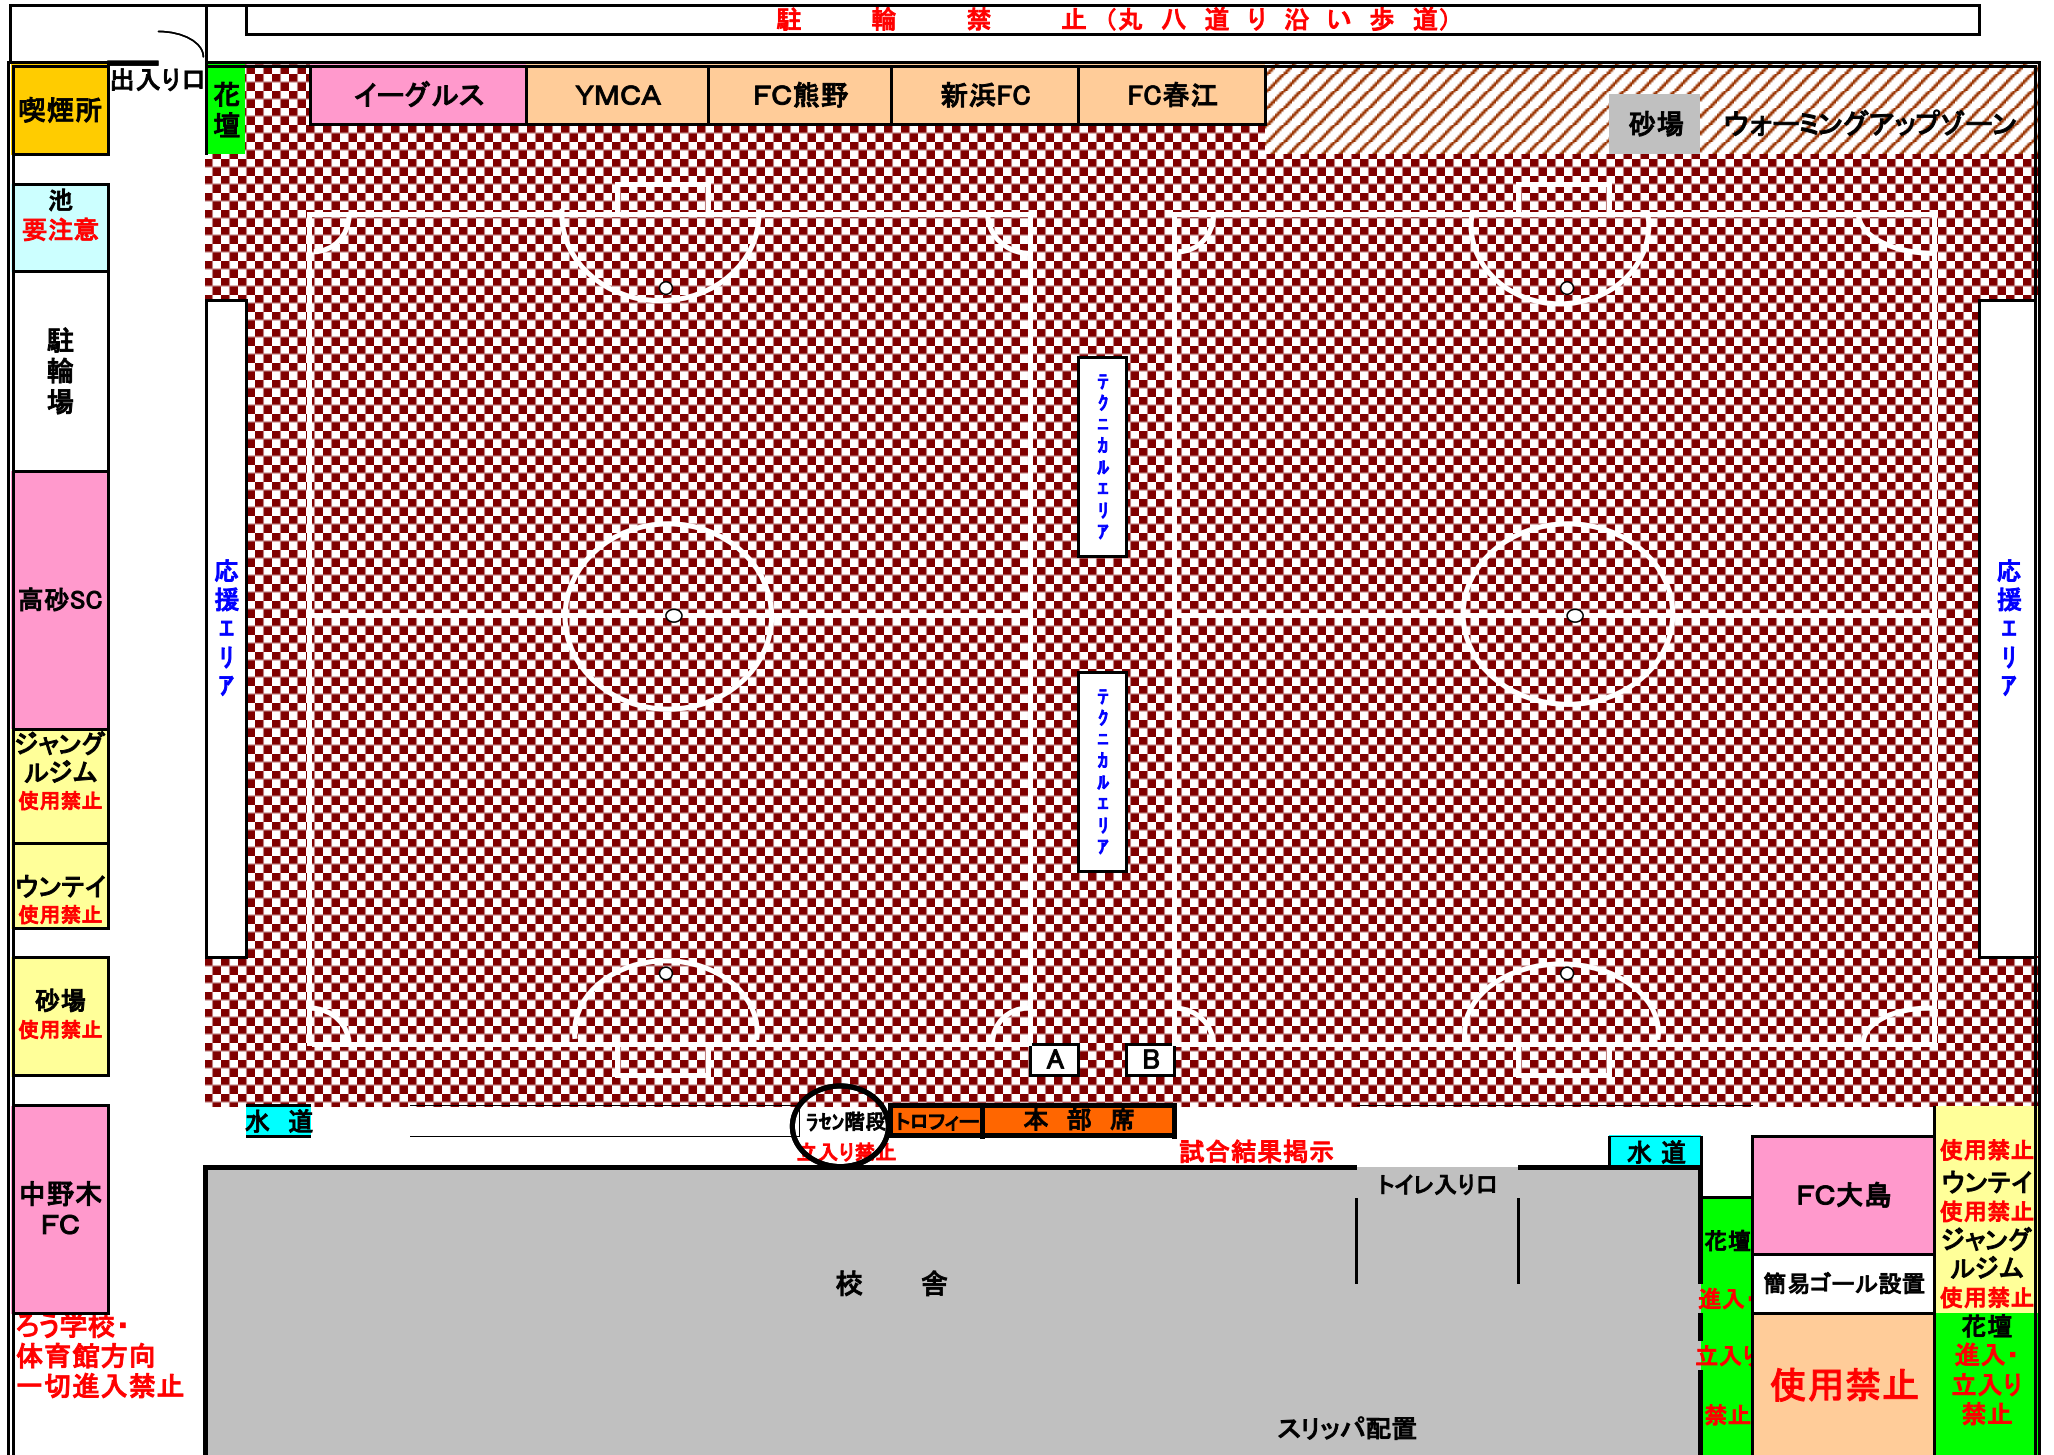 駐輪禁止(丸八道り沿い歩道)
出入り口
喫煙所
花
壇
イーグルス
YMCA
FC熊野
新浜FC
FC春江
砂場
ウォーミングアップゾーン
池
要注意
駐
輪
場
高砂SC
ジャング
ルジム
使用禁止
ウンテイ
使用禁止
砂場
使用禁止
中野木
FC
ろう学校・
体育館方向
一切進入禁止
応援ェリア
テクニカルエリア
テクニカルエリア
応援ェリア
A
B
水 道
ラセン階段
立入り禁止
トロフィー
本 部 席
試合結果掲示
水 道
トイレ入り口
校 舎
スリッパ配置
花壇
進入・
立入り
禁止
FC大島
簡易ゴール設置
使用禁止
使用禁止
ウンテイ
使用禁止
ジャング
ルジム
使用禁止
花壇
進入・
立入り
禁止